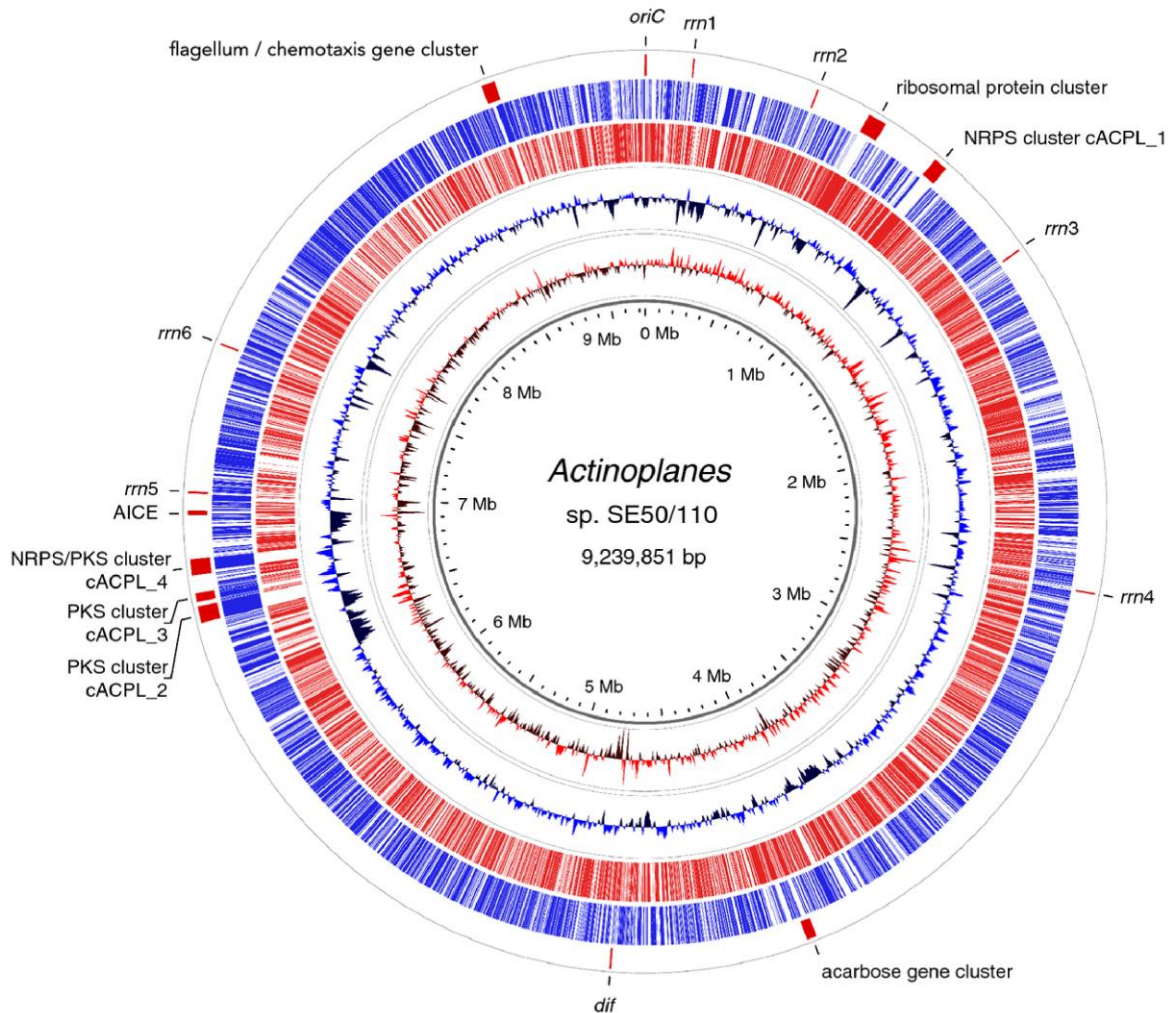 oriC
rrn1
rrn2
flagellum / chemotaxis gene cluster
ribosomal protein cluster
NRPS cluster cACPL_1
rrn3
rrn6
rrn5
AICE
NRPS/PKS cluster
cACPL_4
PKS cluster
cACPL_3
PKS cluster
cACPL_2
rrn4
acarbose gene cluster
dif
0 Mb
1 Mb
2 Mb
3 Mb
4 Mb
5 Mb
6 Mb
7 Mb
8 Mb
9 Mb
Actinoplanes
sp. SE50/110
9,239,851 bp